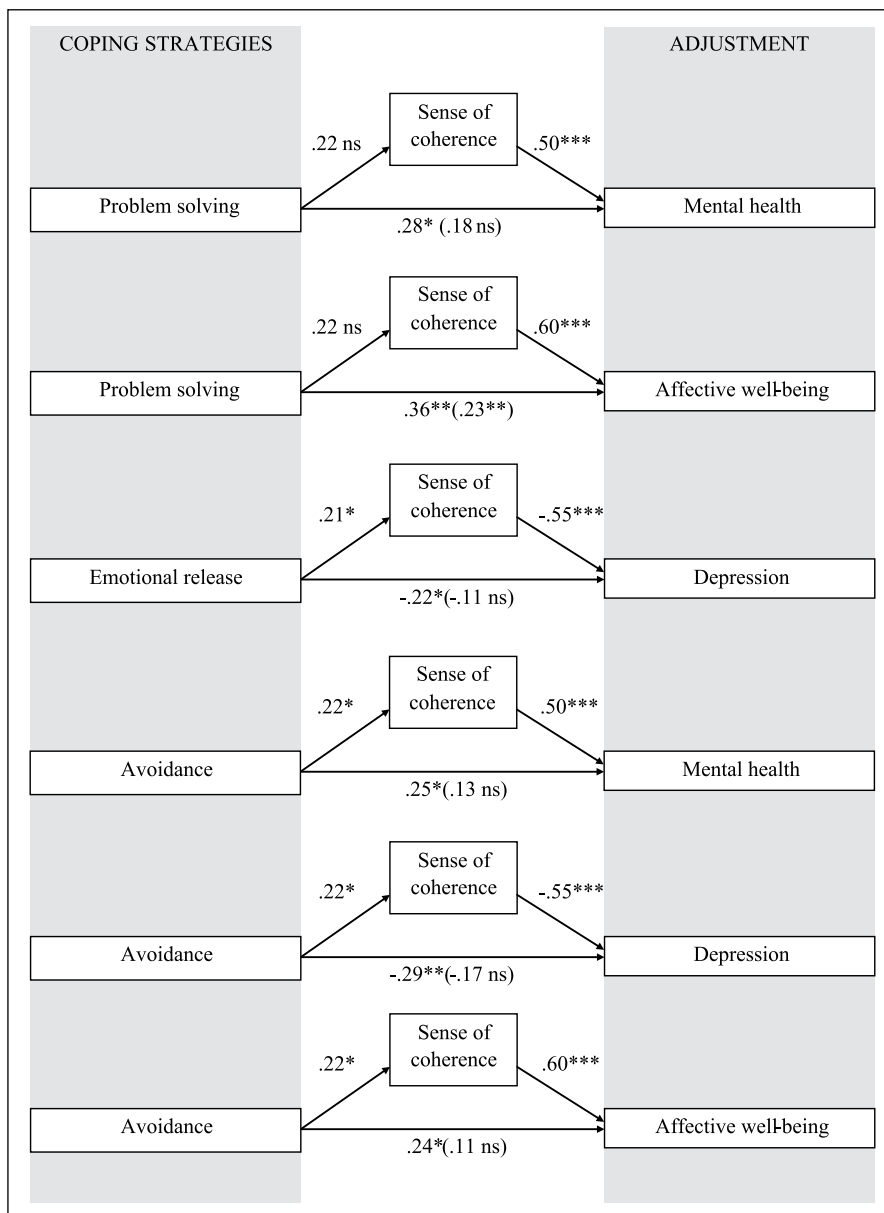 COPING STRATEGIES
ADJUSTMENT
Sense of
coherence
.22 ns
.50***
Problem solving
Mental health
.28* (.18 ns)
Sense of
coherence
.22 ns
.60***
Problem solving
Affective well-being
.36**(.23**)
Sense of
coherence
.21*
-.55***
Emotional release
Depression
-.22*(-.11 ns)
Sense of
coherence
.22*
.50***
Avoidance
Mental health
.25*(.13 ns)
Sense of
coherence
.22*
-.55***
Avoidance
Depression
-.29**(-.17 ns)
Sense of
coherence
.22*
.60***
Avoidance
Affective well-being
.24*(.11 ns)